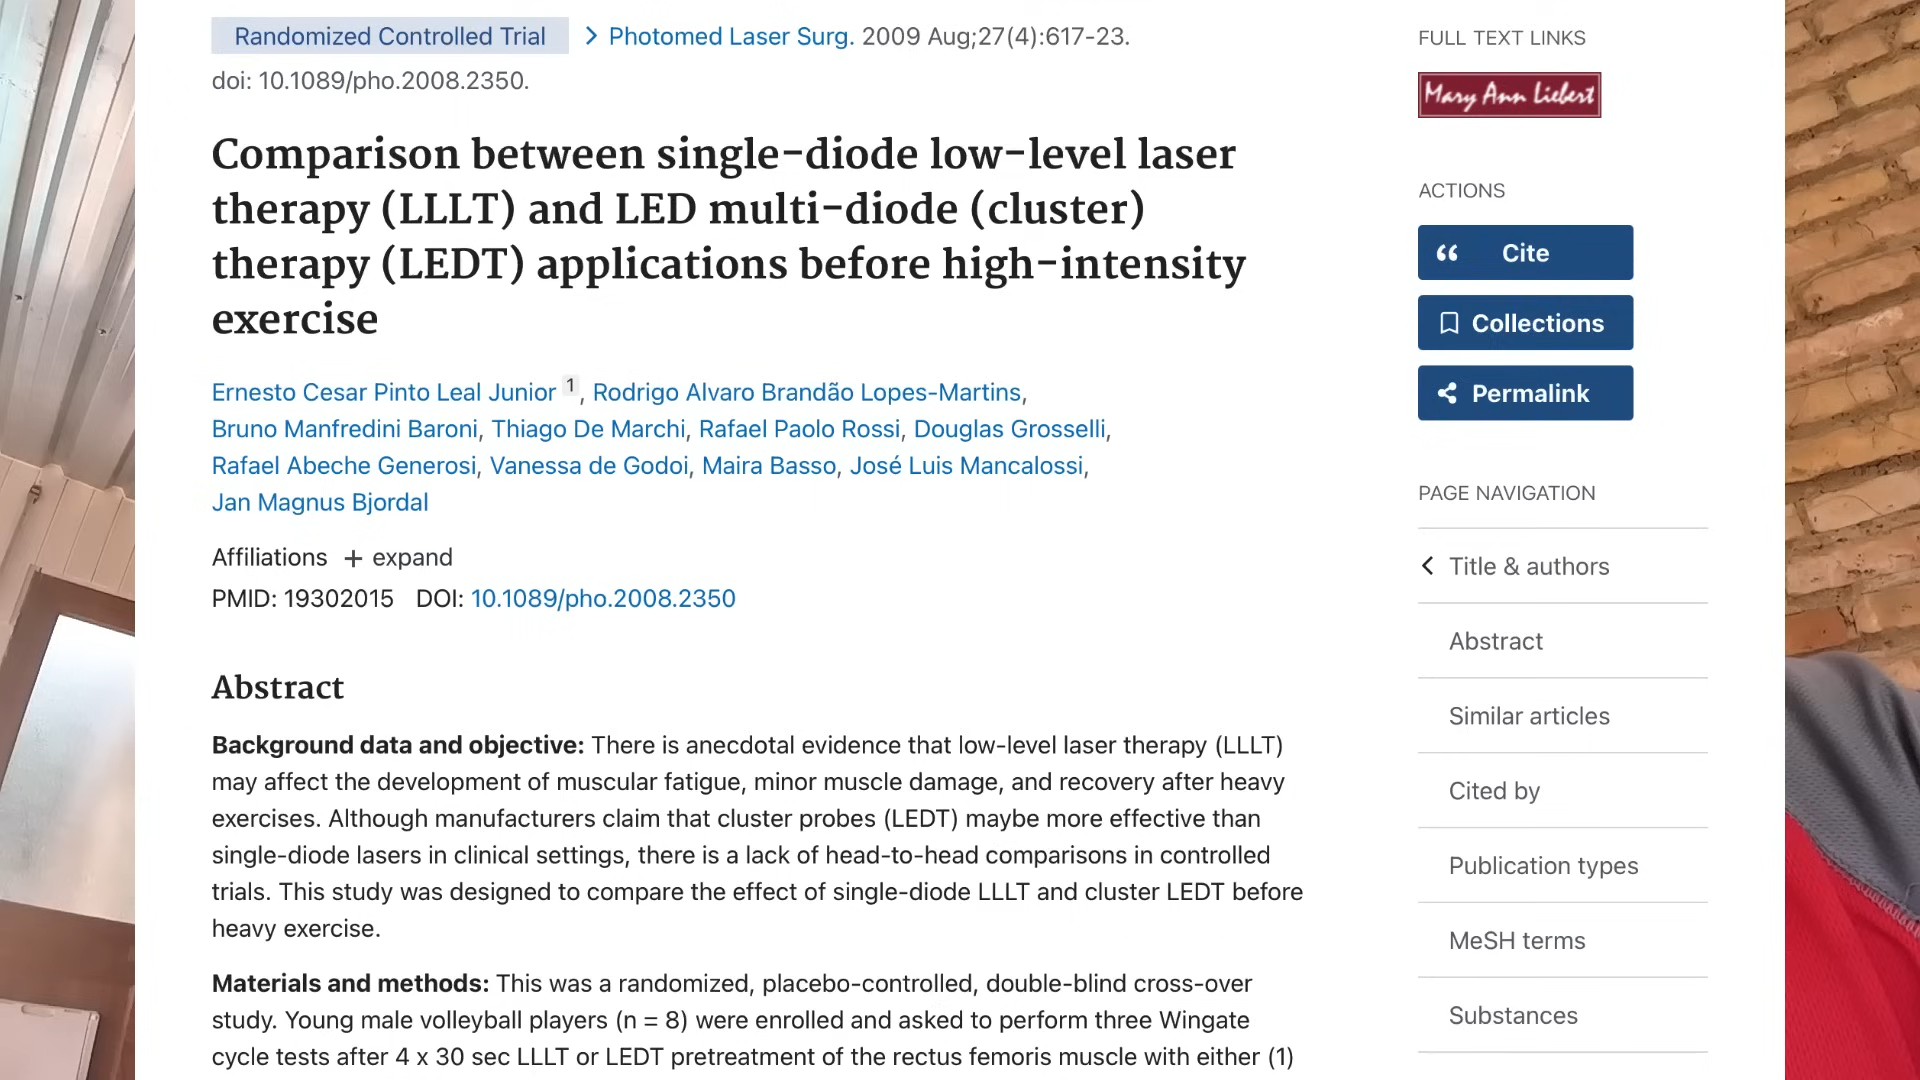 Randomized Controlled Trial > Photomed Laser Surg. 2009 Aug;27(4):617-23.
doi: 10.1089/pho.2008.2350.
Comparison between single-diode low-level laser
therapy (LLLT) and LED multi-diode (cluster)
therapy (LEDT) applications before high-intensity
exercise
Ernesto Cesar Pinto Leal Junior 1, Rodrigo Alvaro Brandão Lopes-Martins,
Bruno Manfredini Baroni, Thiago De Marchi, Rafael Paolo Rossi, Douglas Grosselli,
Rafael Abeche Generosi, Vanessa de Godoi, Maira Basso, José Luis Mancalossi,
Jan Magnus Bjordal
Affiliations + expand
PMID: 19302015 DOI: 10.1089/pho.2008.2350
Abstract
Background data and objective: There is anecdotal evidence that low-level laser therapy (LLLT)
may affect the development of muscular fatigue, minor muscle damage, and recovery after heavy
exercises. Although manufacturers claim that cluster probes (LEDT) maybe more effective than
single-diode lasers in clinical settings, there is a lack of head-to-head comparisons in controlled
trials. This study was designed to compare the effect of single-diode LLLT and cluster LEDT before
heavy exercise.
Materials and methods: This was a randomized, placebo-controlled, double-blind cross-over
study. Young male volleyball players (n = 8) were enrolled and asked to perform three Wingate
cycle tests after 4 x 30 sec LLLT or LEDT pretreatment of the rectus femoris muscle with either (1)
FULL TEXT LINKS
Mary Ann Liebert
ACTIONS
Cite
Collections
Permalink
PAGE NAVIGATION
Title & authors
Abstract
Similar articles
Cited by
Publication types
MeSH terms
Substances